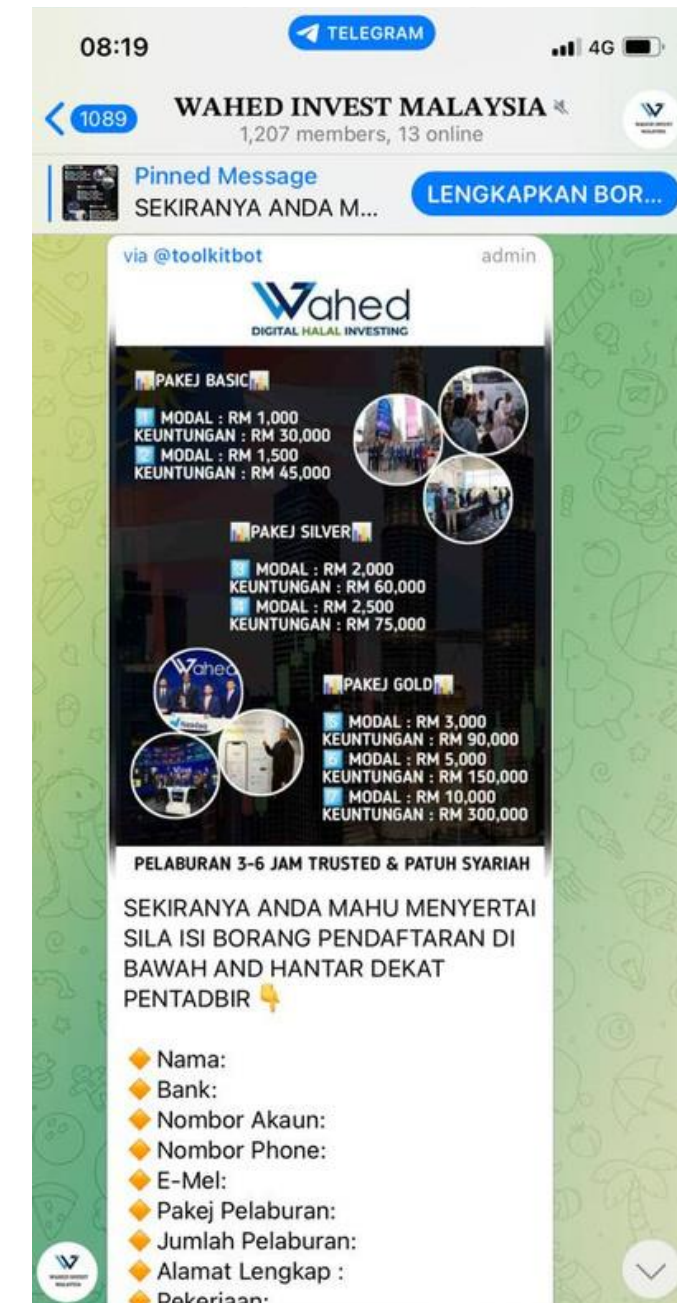 08:19
TELEGRAM
4G
1089
WAHED INVEST MALAYSIA
1,207 members, 13 online
Pinned Message
SEKIRANYA ANDA M...
LENGKAPKAN BOR...
via @toolkitbot
admin
Wahed
DIGITAL HALAL INVESTING
📊PAKEJ BASIC📊
1️⃣ MODAL : RM 1,000
KEUNTUNGAN : RM 30,000
2️⃣ MODAL : RM 1,500
KEUNTUNGAN : RM 45,000
📊PAKEJ SILVER📊
3️⃣ MODAL : RM 2,000
KEUNTUNGAN : RM 60,000
4️⃣ MODAL : RM 2,500
KEUNTUNGAN : RM 75,000
Wahed
Nasdaq
📊PAKEJ GOLD📊
5️⃣ MODAL : RM 3,000
KEUNTUNGAN : RM 90,000
6️⃣ MODAL : RM 5,000
KEUNTUNGAN : RM 150,000
7️⃣ MODAL : RM 10,000
KEUNTUNGAN : RM 300,000
PELABURAN 3-6 JAM TRUSTED & PATUH SYARIAH
SEKIRANYA ANDA MAHU MENYERTAI
SILA ISI BORANG PENDAFTARAN DI
BAWAH AND HANTAR DEKAT
PENTADBIR 👇
🔶Nama:
🔶Bank:
🔶Nombor Akaun:
🔶Nombor Phone:
🔶E-Mel:
🔶Pakej Pelaburan:
🔶Jumlah Pelaburan:
🔶Alamat Lengkap :
🔶Pekerjaan: